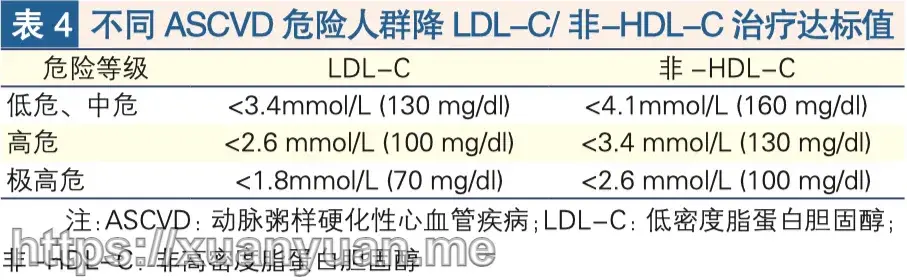 表 4 不同 ASCVD 危险人群降 LDL-C/ 非-HDL-C 治疗达标值
危险等级 LDL-C 非-HDL-C
低危、中危 <3.4mmol/L (130 mg/dl) <4.1mmol/L (160 mg/dl)
高危 <2.6 mmol/L (100 mg/dl) <3.4 mmol/L (130 mg/dl)
极高危 <1.8mmol/L (70 mg/dl) <2.6 mmol/L (100 mg/dl)
注:ASCVD: 动脉粥样硬化性心血管疾病;LDL-C: 低密度脂蛋白胆固醇;
非-HDL-C: 非高密度脂蛋白胆固醇
https://xuanyuan.me